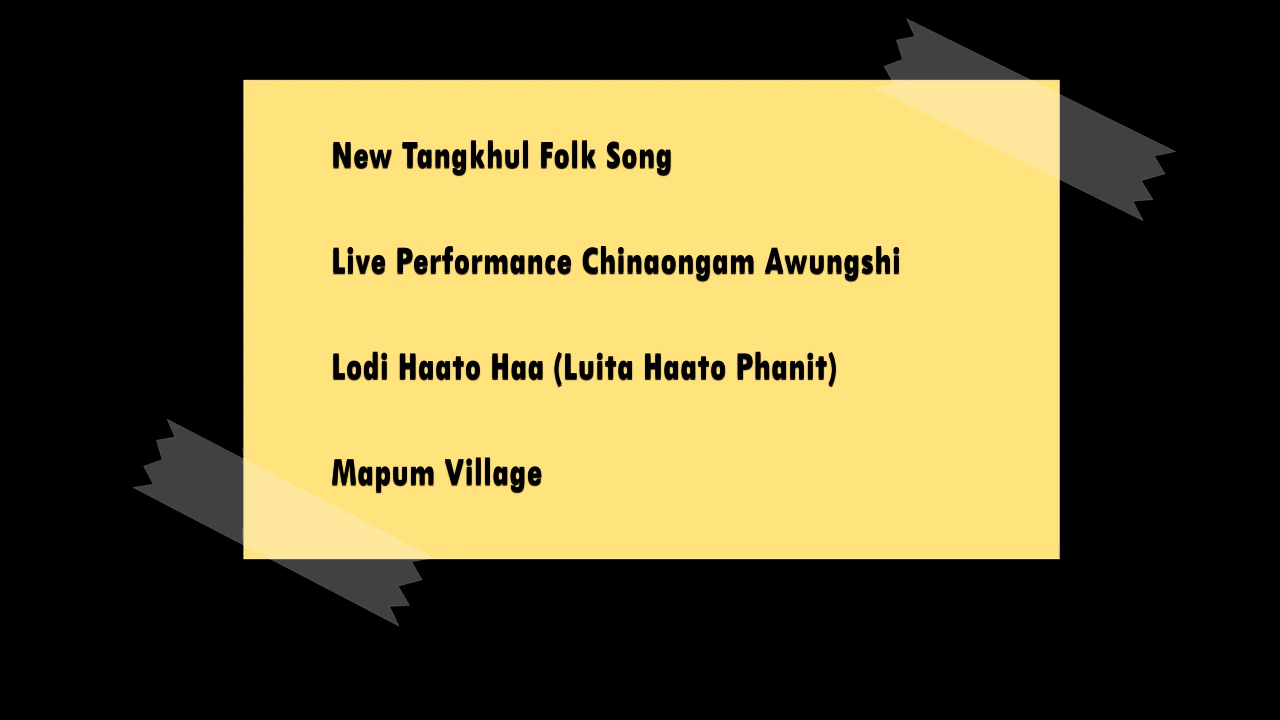 New Tangkhul Folk Song
Live Performance Chinaongam Awungshi
Lodi Haato Haa (Luita Haato Phanit)
Mapum Village